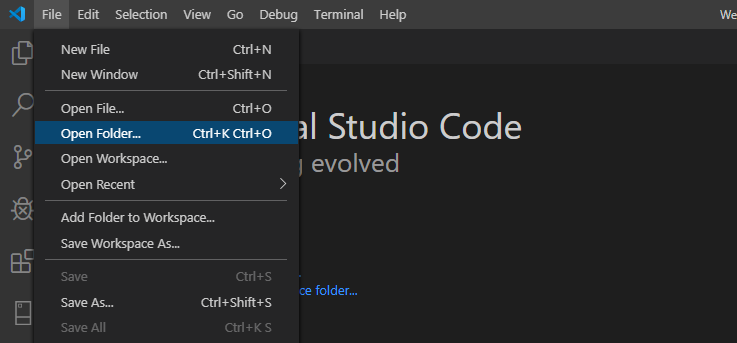 File Edit Selection View Go Debug Terminal Help We
New File Ctrl+N
New Window Ctrl+Shift+N
Open File... Ctrl+O
Open Folder... Ctrl+K Ctrl+O
al Studio Code
Open Workspace...
g evolved
Open Recent
Add Folder to Workspace...
Save Workspace As...
Save Ctrl+S
ce folder...
Save As... Ctrl+Shift+S
Save All Ctrl+K S